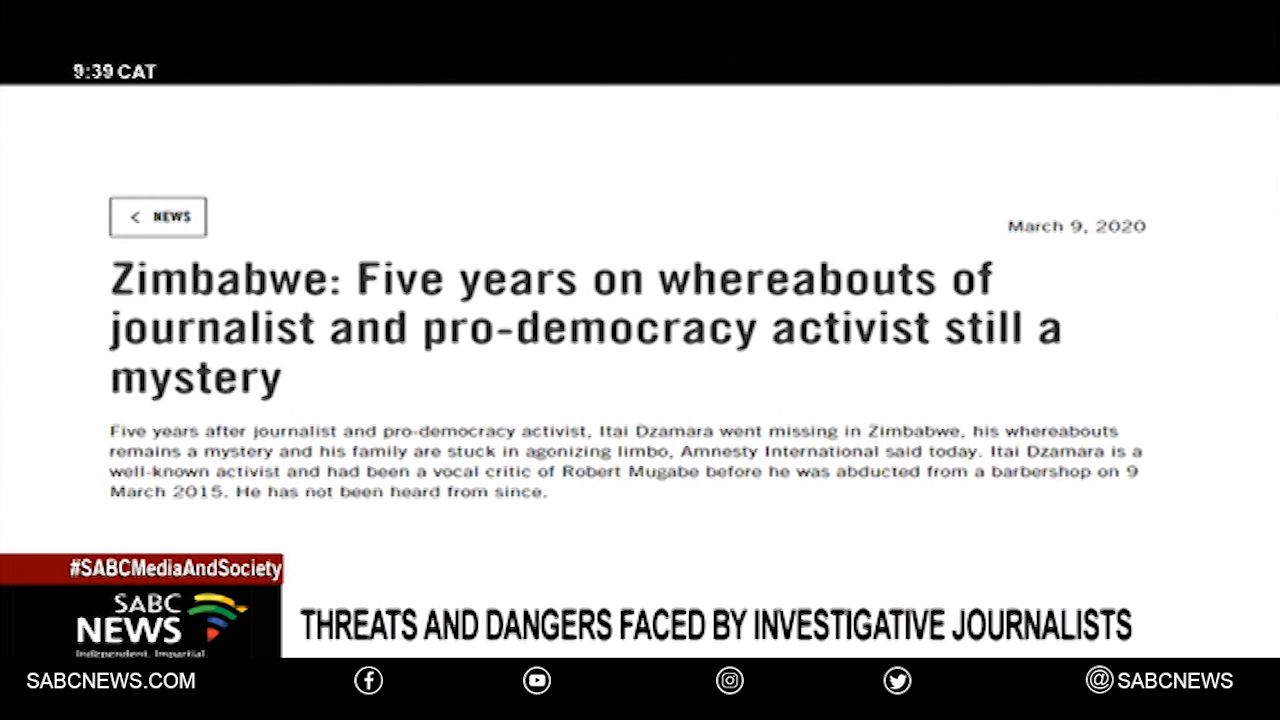 9:39 CAT
< NEWS
March 9, 2020
Zimbabwe: Five years on whereabouts of
journalist and pro-democracy activist still a
mystery
Five years after journalist and pro-democracy activist, Itai Dzamara went missing in Zimbabwe, his whereabouts
remains a mystery and his family are stuck in agonizing limbo, Amnesty International said today. Itai Dzamara is a
well-known activist and had been a vocal critic of Robert Mugabe before he was abducted from a barbershop on 9
March 2015. He has not been heard from since.
#SABCMediaAndSociety
SABC
NEWS
Independent. Impartial.
THREATS AND DANGERS FACED BY INVESTIGATIVE JOURNALISTS
SABCNEWS.COM
@SABCNEWS